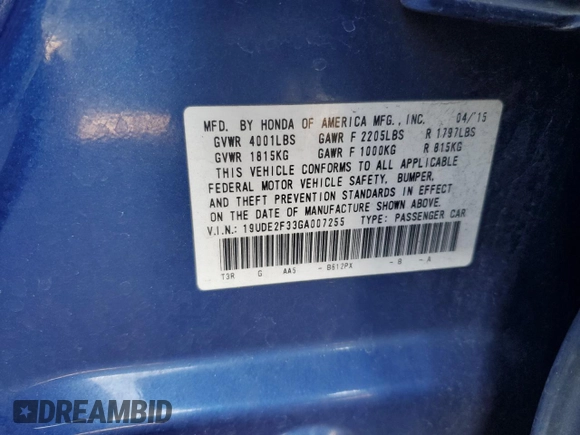 MFD. BY HONDA OF AMERICA MFG., INC. 04/15
GVWR 4001LBS GAWR F 2205LBS R 1797LBS
GVWR 1815KG GAWR F 1000KG R 815KG
THIS VEHICLE CONFORMS TO ALL APPLICABLE
FEDERAL MOTOR VEHICLE SAFETY, BUMPER,
AND THEFT PREVENTION STANDARDS IN EFFECT
ON THE DATE OF MANUFACTURE SHOWN ABOVE.
V.I.N.: 19UDE2F33GA007255 TYPE: PASSENGER CAR
T3R G AA5 - B612PX - B - A
DREAMBID